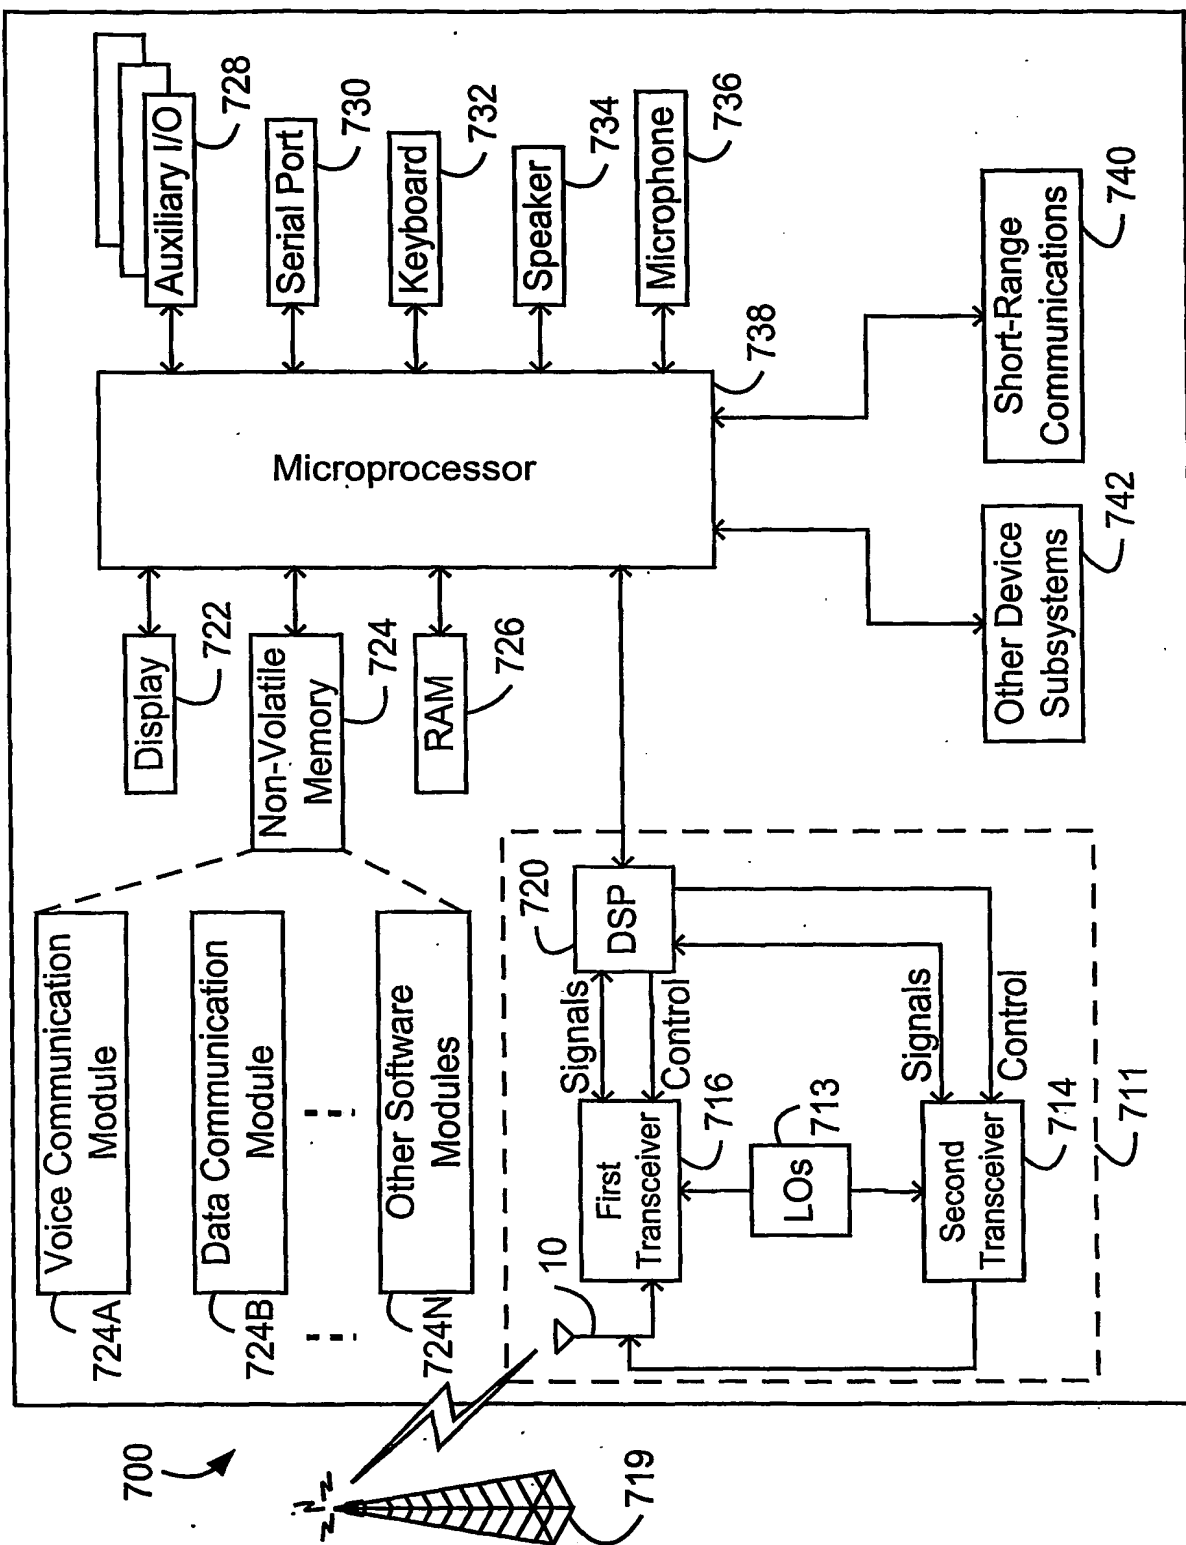 700
719
Voice Communication
Module
724A
Data Communication
Module
724B
Other Software
Modules
724N
Display
722
Non-Volatile
Memory
724
RAM
726
Microprocessor
738
Auxiliary I/O
728
Serial Port
730
Keyboard
732
Speaker
734
Microphone
736
10
First
Transceiver
716
Signals
Control
DSP
720
LOs
713
Second
Transceiver
714
Signals
Control
711
Other Device
Subsystems
742
Short-Range
Communications
740